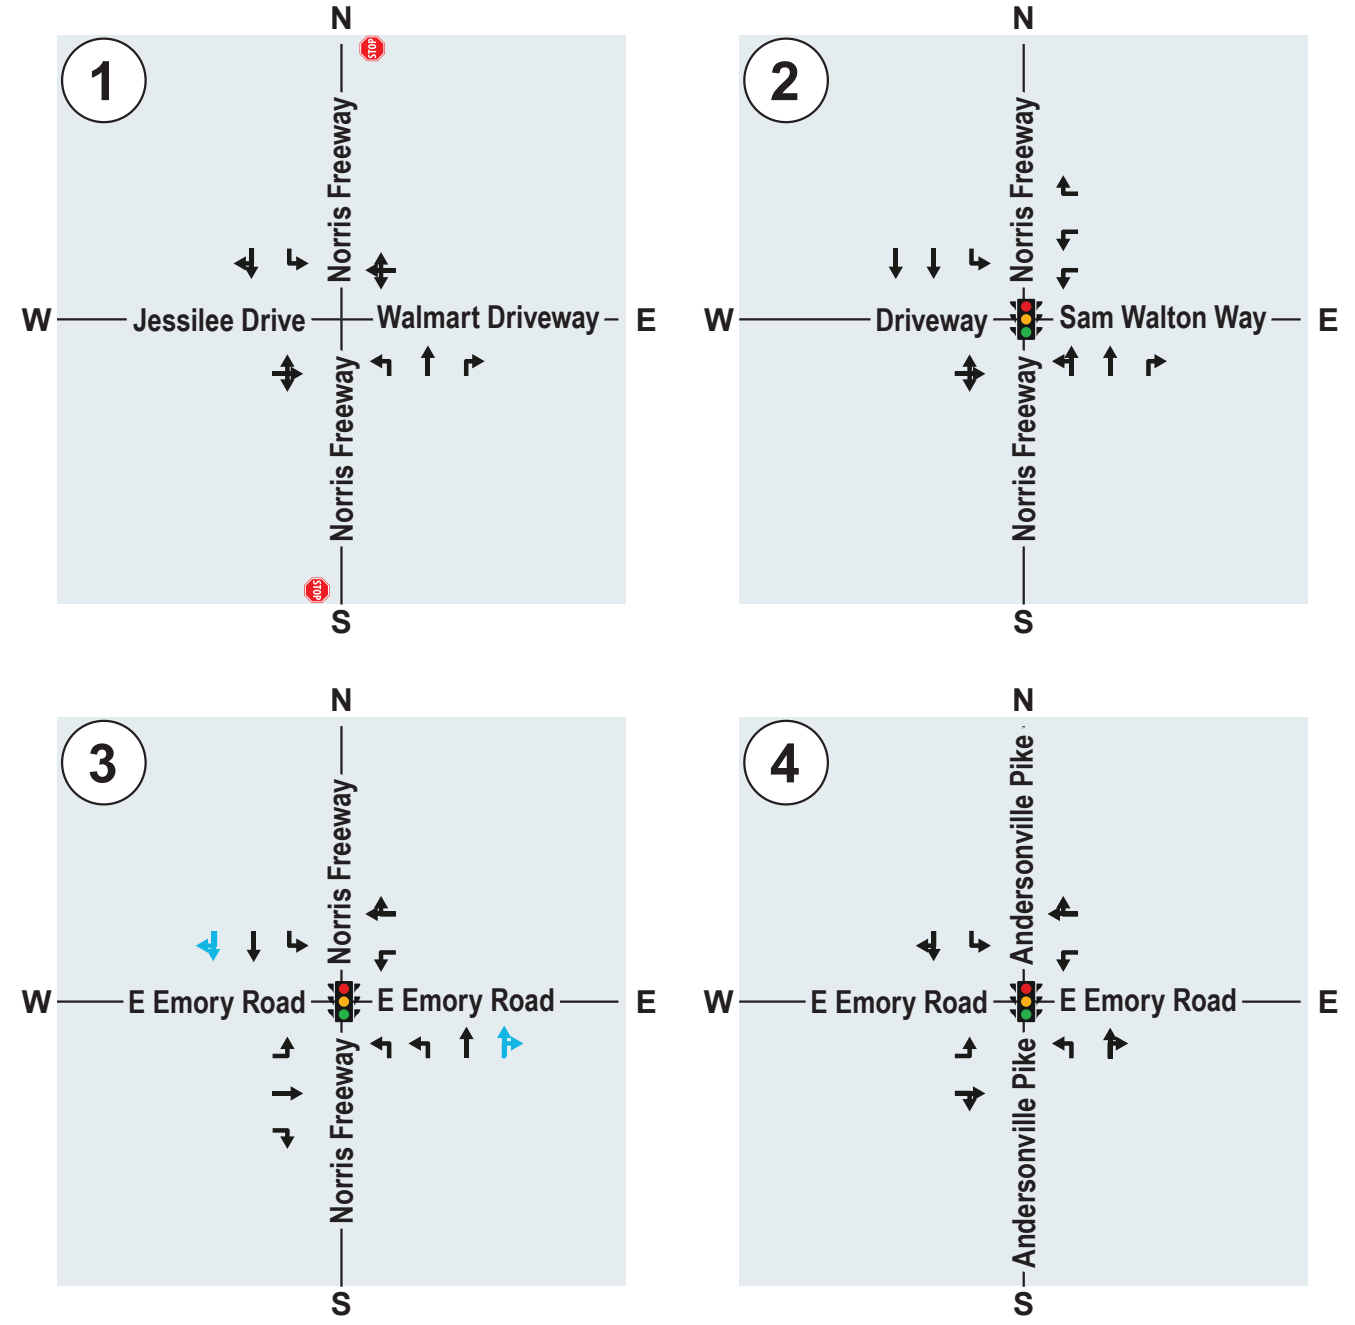 N
1
STOP
Norris Freeway
W
Jessilee Drive
Walmart Driveway
E
Norris Freeway
STOP
S
N
2
Norris Freeway
W
Driveway
Sam Walton Way
E
Norris Freeway
S
N
3
Norris Freeway
W
E Emory Road
E Emory Road
E
Norris Freeway
S
N
4
Andersonville Pike
W
E Emory Road
E Emory Road
E
Andersonville Pike
S